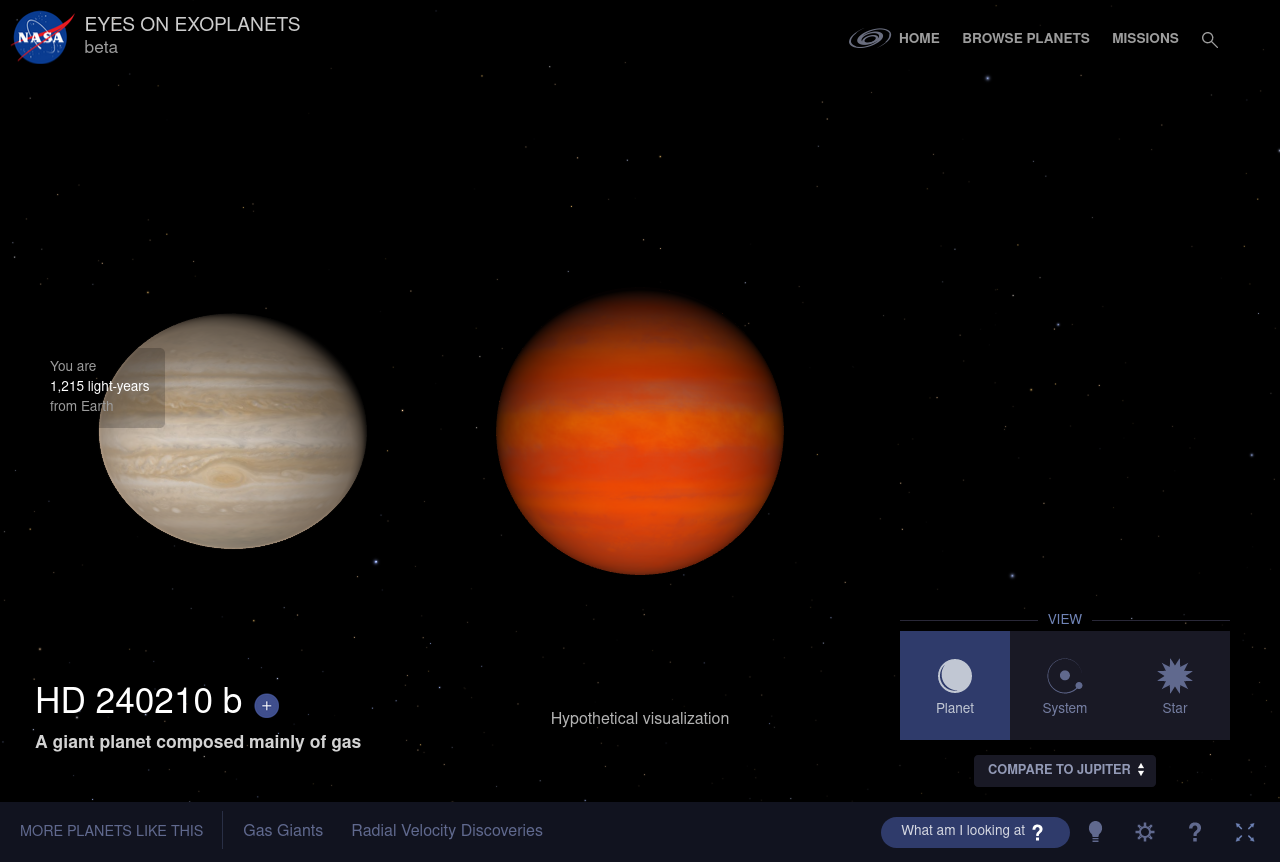 NASA
EYES ON EXOPLANETS
beta
HOME
BROWSE PLANETS
MISSIONS
You are
1,215 light-years
from Earth
HD 240210 b +
A giant planet composed mainly of gas
Hypothetical visualization
VIEW
Planet
System
Star
COMPARE TO JUPITER
MORE PLANETS LIKE THIS
Gas Giants
Radial Velocity Discoveries
What am I looking at ?
?